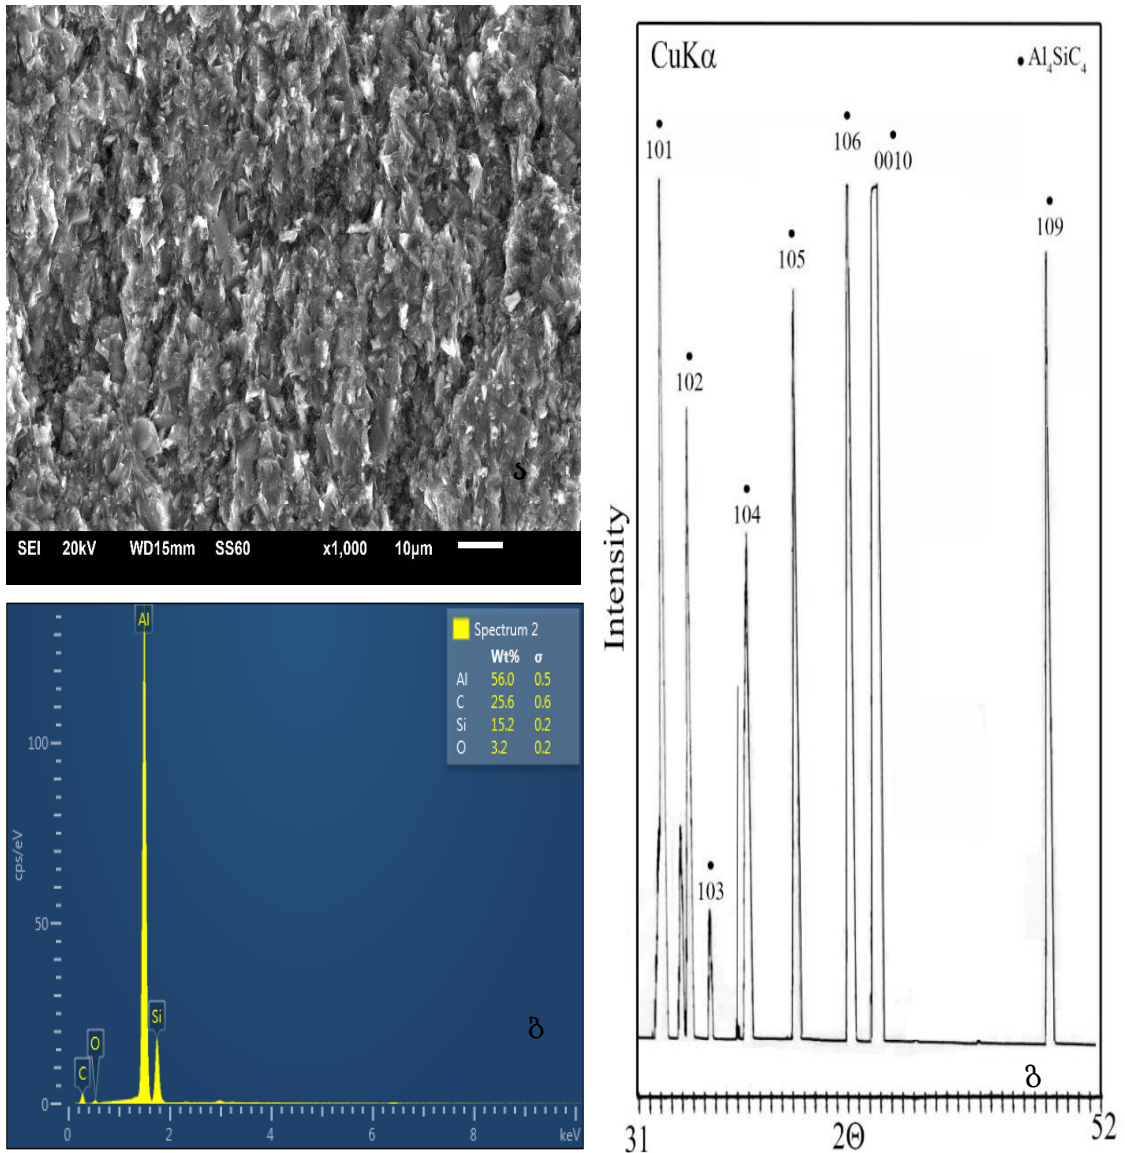 ა
SEI 20kV WD15mm SS60 x1,000 10μm
Al
Si
O
C
Spectrum 2
Wt% σ
Al 56.0 0.5
C 25.6 0.6
Si 15.2 0.2
O 3.2 0.2
100
50
0
cps/eV
0 2 4 6 8 keV
ბ
CuKα
• Al₄SiC₄
101
102
103
104
105
106
0010
109
Intensity
გ
31 2Θ 52